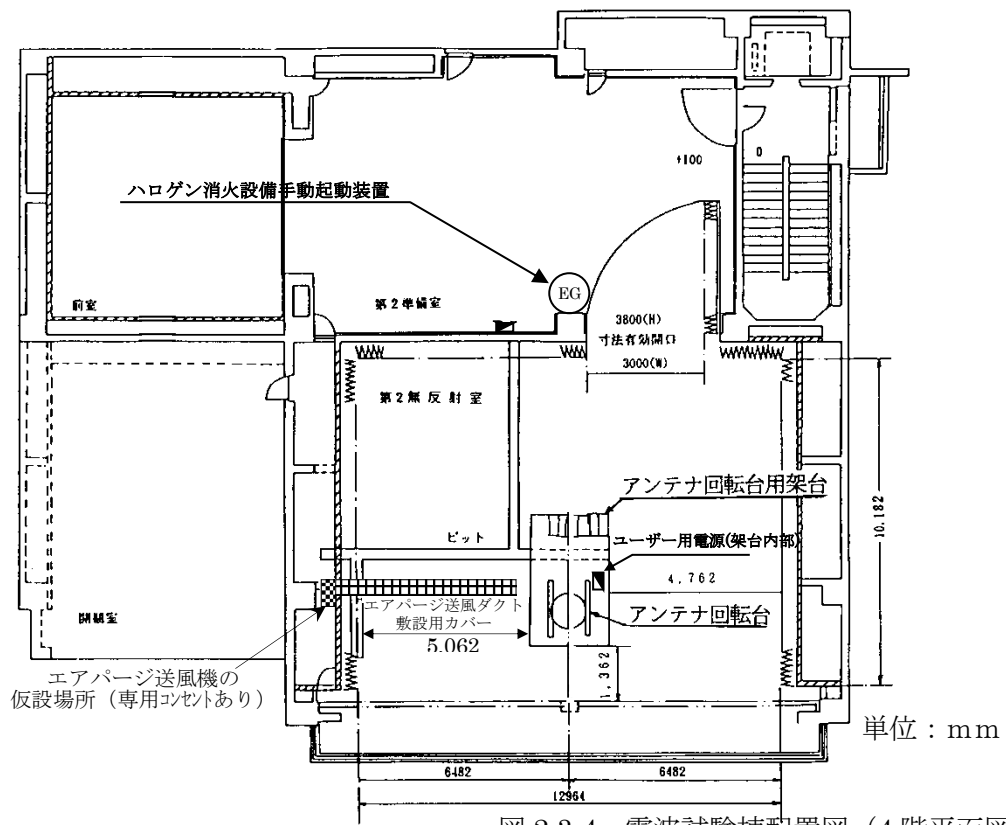 +100
0
ハロゲン消火設備手動起動装置
EG
前室
第2準備室
3800(H)
寸法有効開口
3000(W)
第2無反射室
アンテナ回転台用架台
10,182
ピット
ユーザー用電源(架台内部)
4,762
エアパージ送風ダクト
敷設用カバー
5.062
アンテナ回転台
エアパージ送風機の
仮設場所（専用コンセントあり）
単位：mm
6482
6482
12964